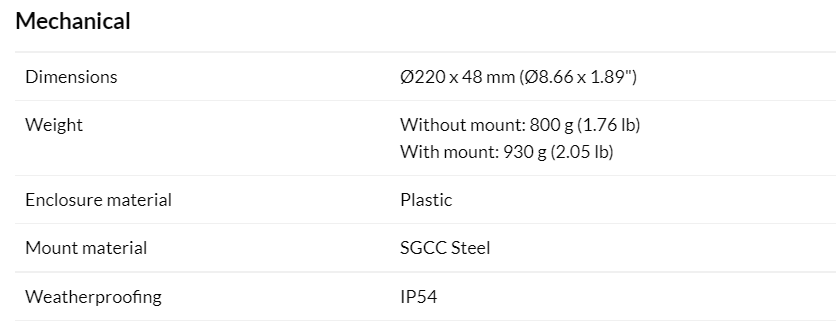 Mechanical
Dimensions Ø220 x 48 mm (Ø8.66 x 1.89")
Weight Without mount: 800 g (1.76 lb)
With mount: 930 g (2.05 lb)
Enclosure material Plastic
Mount material SGCC Steel
Weatherproofing IP54